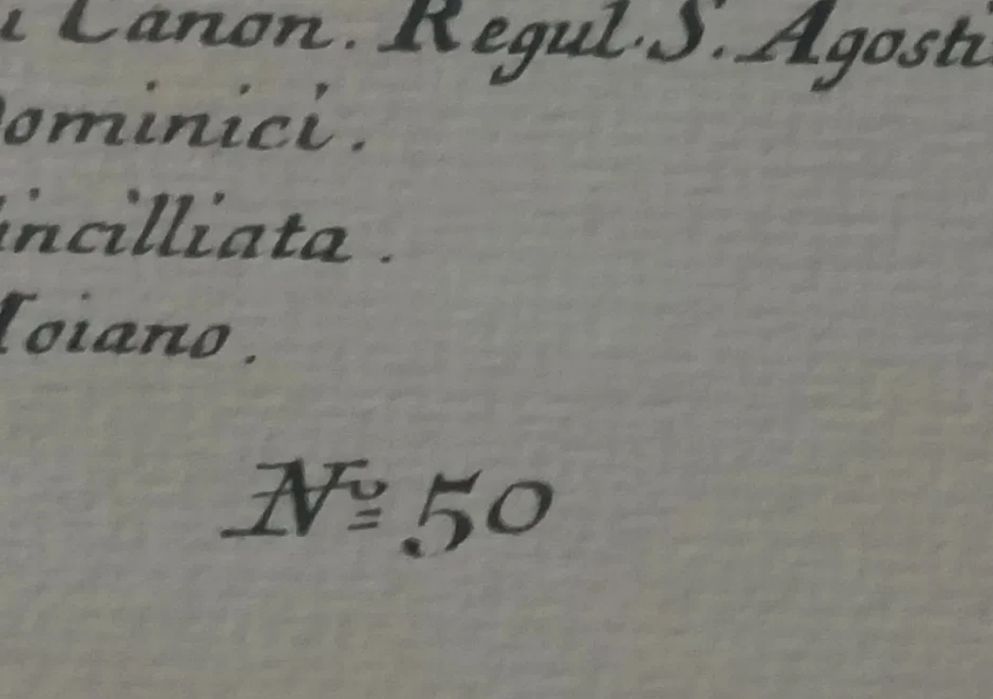 Canon. Regul. S. Agosti
ominici.
incilliata.
oiano.
Nº 50